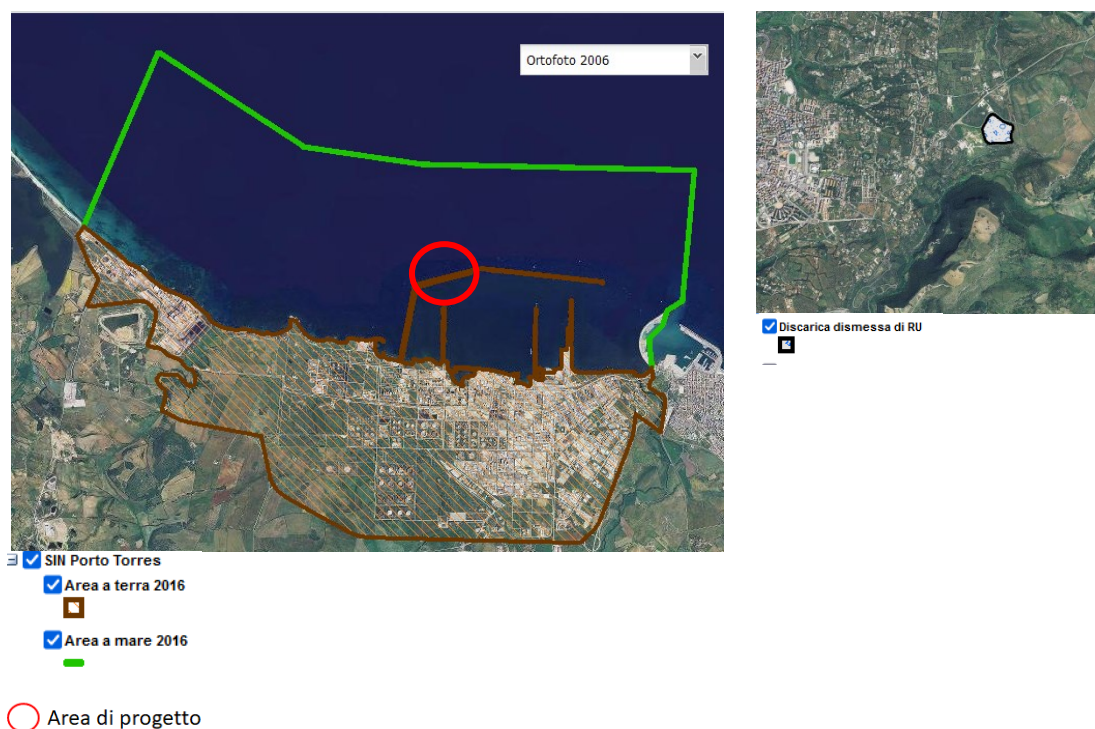 Ortofoto 2006
Discarica dismessa di RU
SIN Porto Torres
Area a terra 2016
Area a mare 2016
Area di progetto